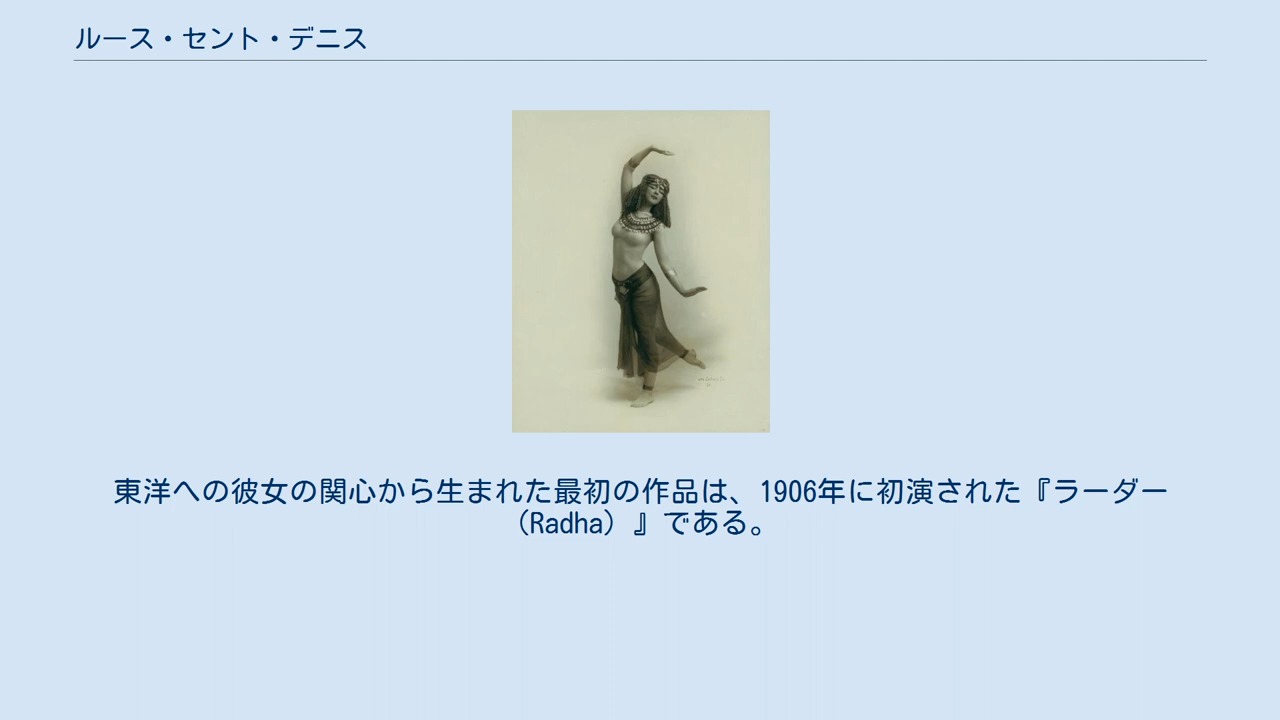 ルース・セント・デニス
東洋への彼女の関心から生まれた最初の作品は、1906年に初演された『ラーダー
（Radha）』である。